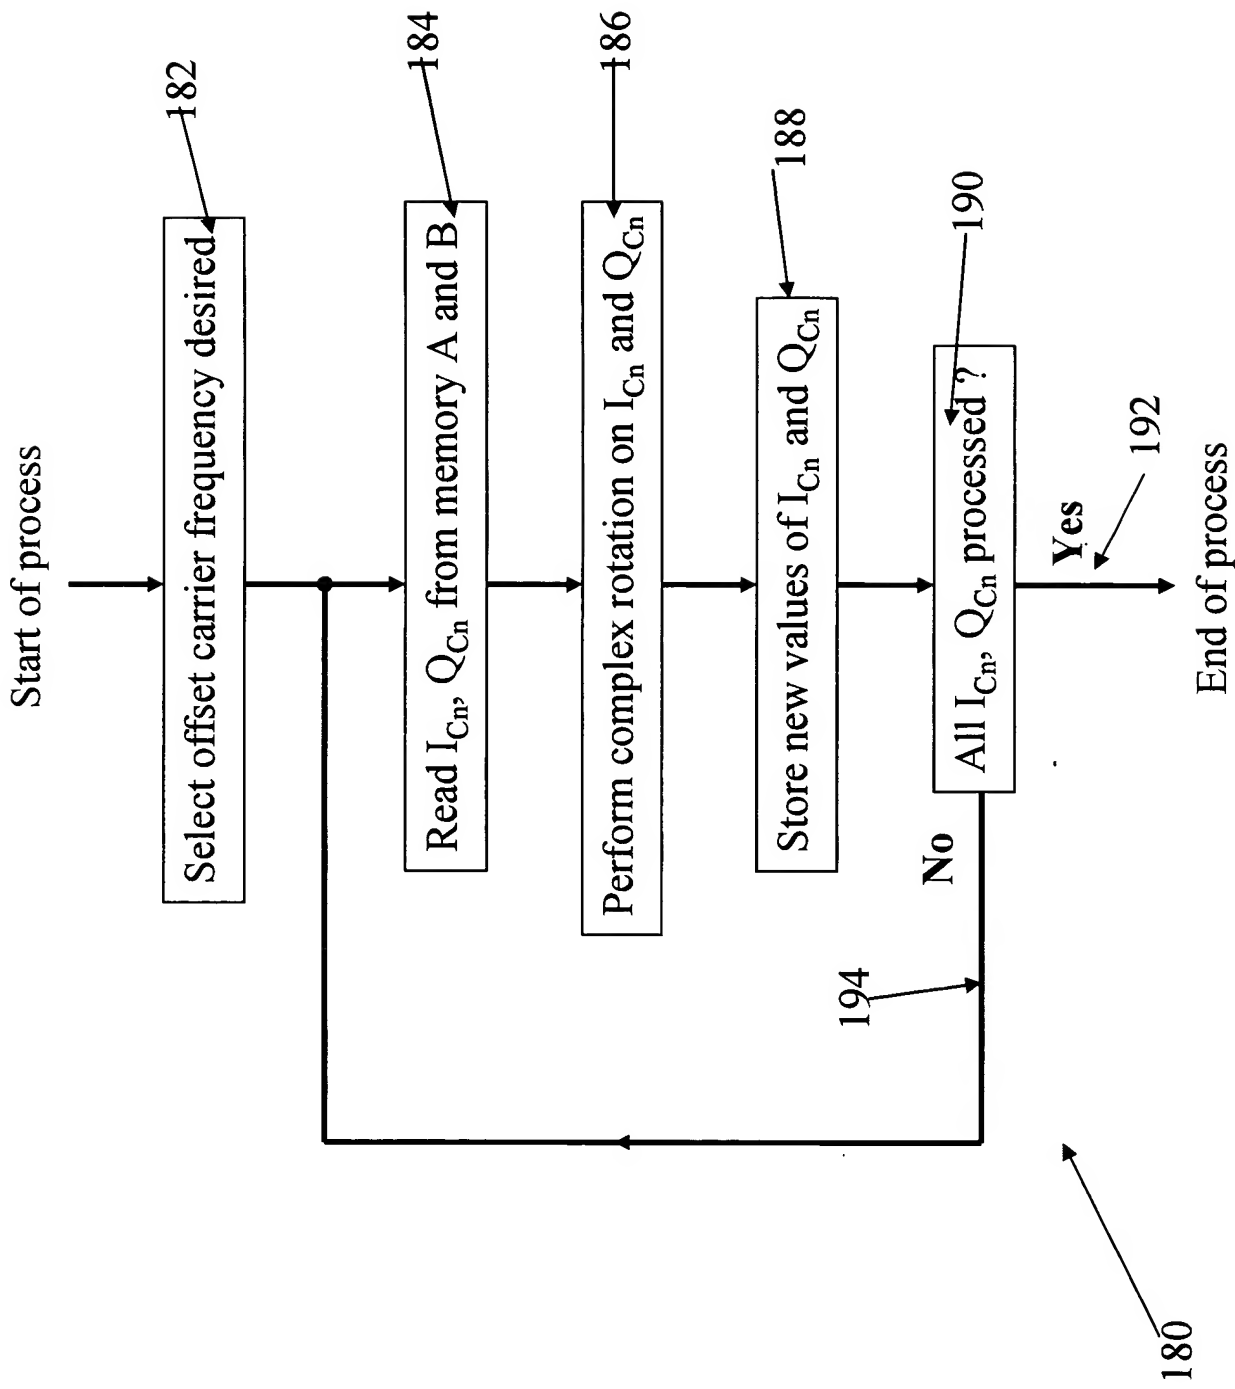 Start of process
182
Select offset carrier frequency desired
184
Read I_Cn, Q_Cn from memory A and B
186
Perform complex rotation on I_Cn and Q_Cn
188
Store new values of I_Cn and Q_Cn
190
All I_Cn, Q_Cn processed ?
No
Yes
192
194
End of process
180